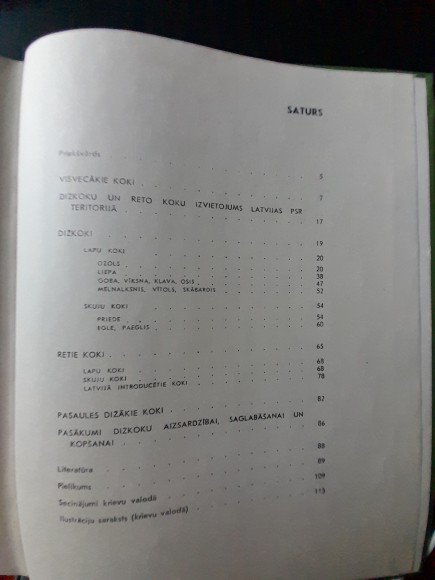 SATURS
Priekšvārds 5
VISVECĀKIE KOKI 7
DIŽKOKU UN RETO KOKU IZVIETOJUMS LATVIJAS PSR
TERITORIJĀ 17
DIŽKOKI 19
LAPU KOKI 20
OZOLS 20
LIEPA 38
GOBA, VĪKSNA, KĻAVA, OSIS 47
MELNALKSNIS, VĪTOLS, SKĀBARDIS 52
SKUJU KOKI 54
PRIEDE 54
EGLE, PAEGLIS 60
RETIE KOKI 65
LAPU KOKI 68
SKUJU KOKI 68
LATVIJĀ INTRODUCĒTIE KOKI 78
PASAULES DIŽĀKIE KOKI 82
PASĀKUMI DIŽKOKU AIZSARDZĪBAI, SAGLABĀŠANAI UN
KOPŠANAI 86
Literatūra 88
Pielikums 89
Secinājumi krievu valodā 109
Ilustrāciju saraksts (krievu valodā) 113